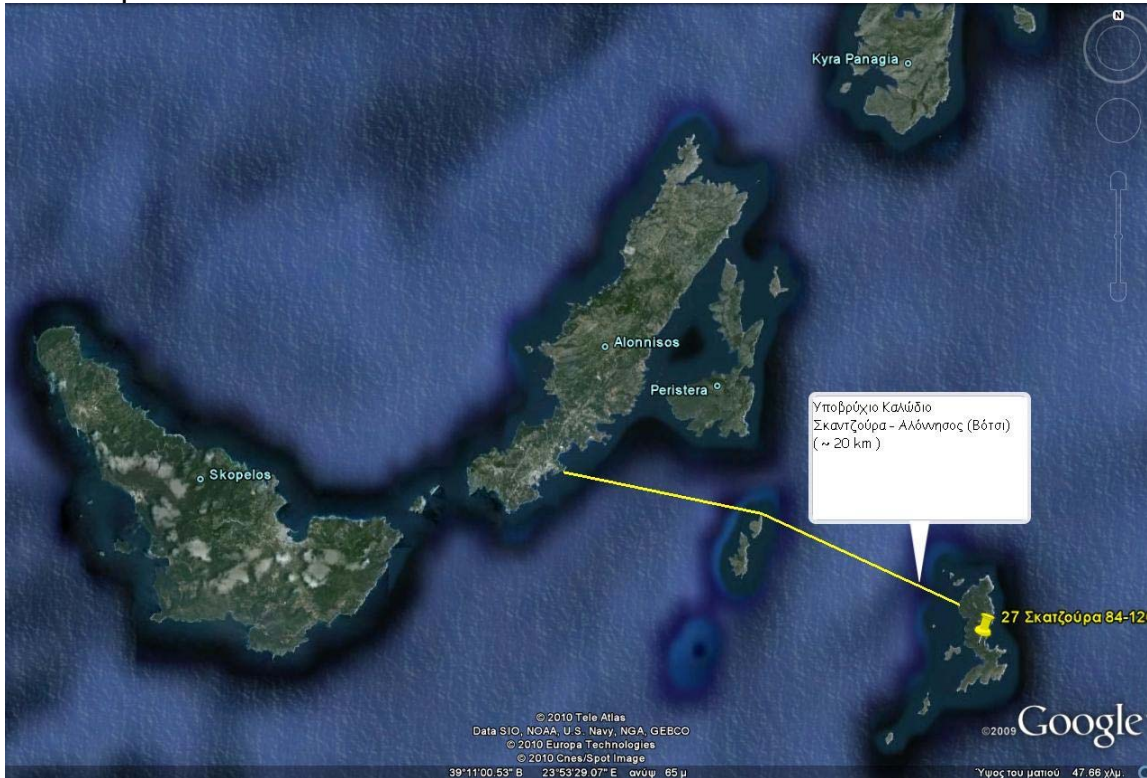 N
Kyra Panagia
Alonnisos
Peristera
Skopelos
Υποβρύχιο Καλώδιο
Σκαντζούρα - Αλόννησος (Βότσι)
( ~ 20 km )
27 Σκατζούρα 84-12
© 2010 Tele Atlas
Data SIO, NOAA, U.S. Navy, NGA, GEBCO
© 2010 Europa Technologies
© 2010 Cnes/Spot Image
©2009 Google
39°11'00.53" Β 23°53'29.07" Ε ανύψ 65 μ
Ύψος του ματιού 47.66 χλμ